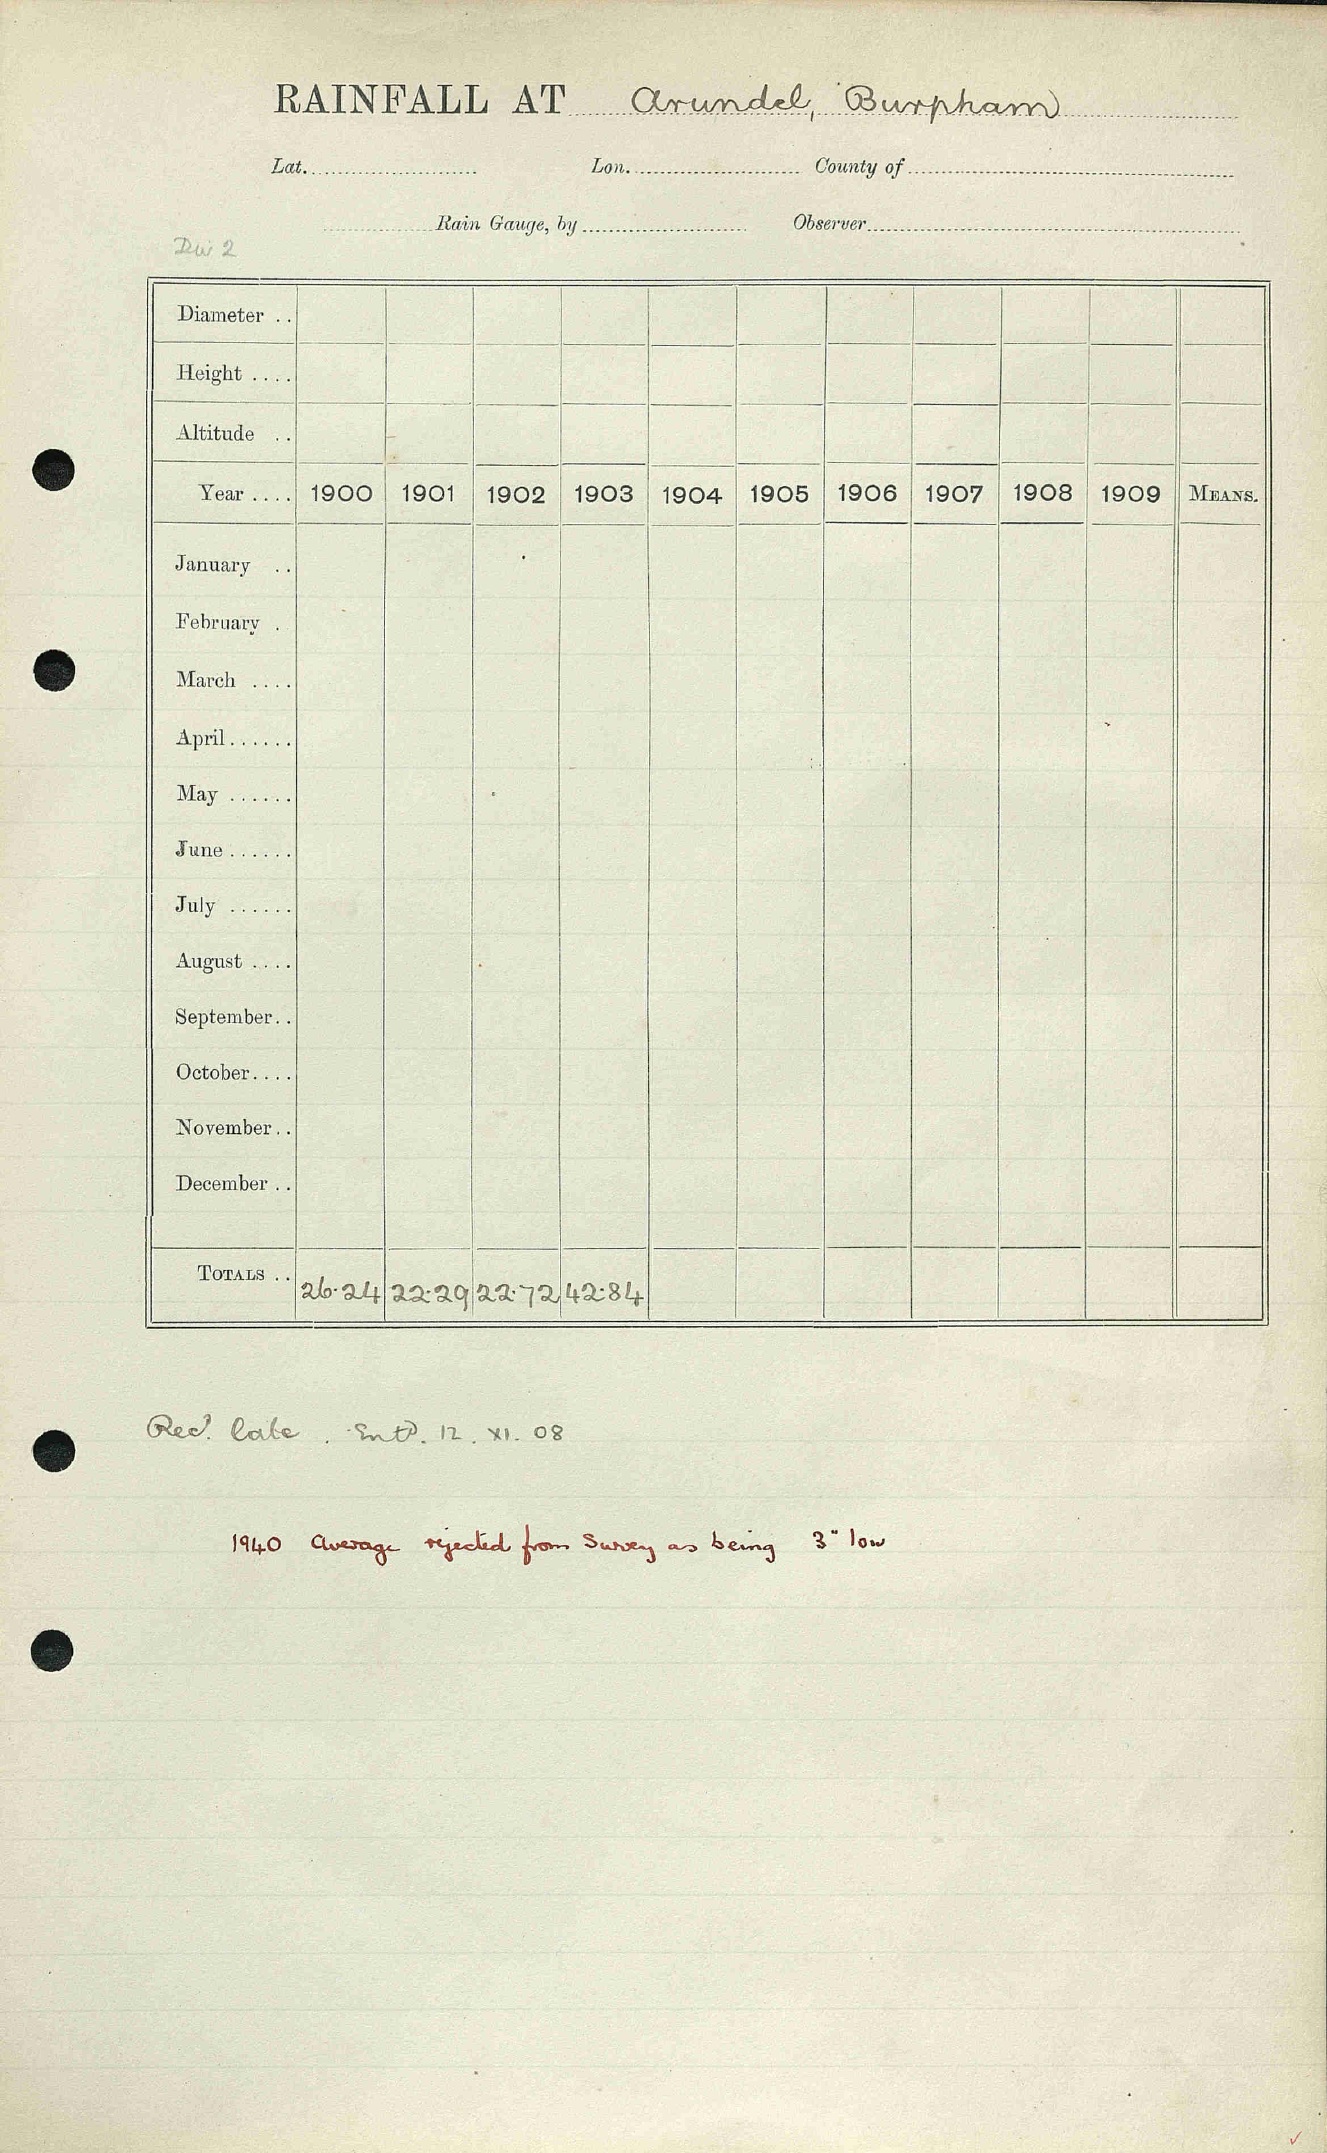 RAINFALL AT Arundel, Burpham
Lat. Lon. County of
Rain Gauge, by Observer
Div 2
Diameter ..
Height ....
Altitude ..
Year .... 1900 1901 1902 1903 1904 1905 1906 1907 1908 1909 MEANS.
January ..
February .
March ....
April ......
May ......
June ......
July ......
August ....
September ..
October ....
November ..
December ..
TOTALS .. 26.24 22.29 22.72 42.84
Recd. late. Entd. 12. XI. 08
1940 Average rejected from Survey as being 3" low